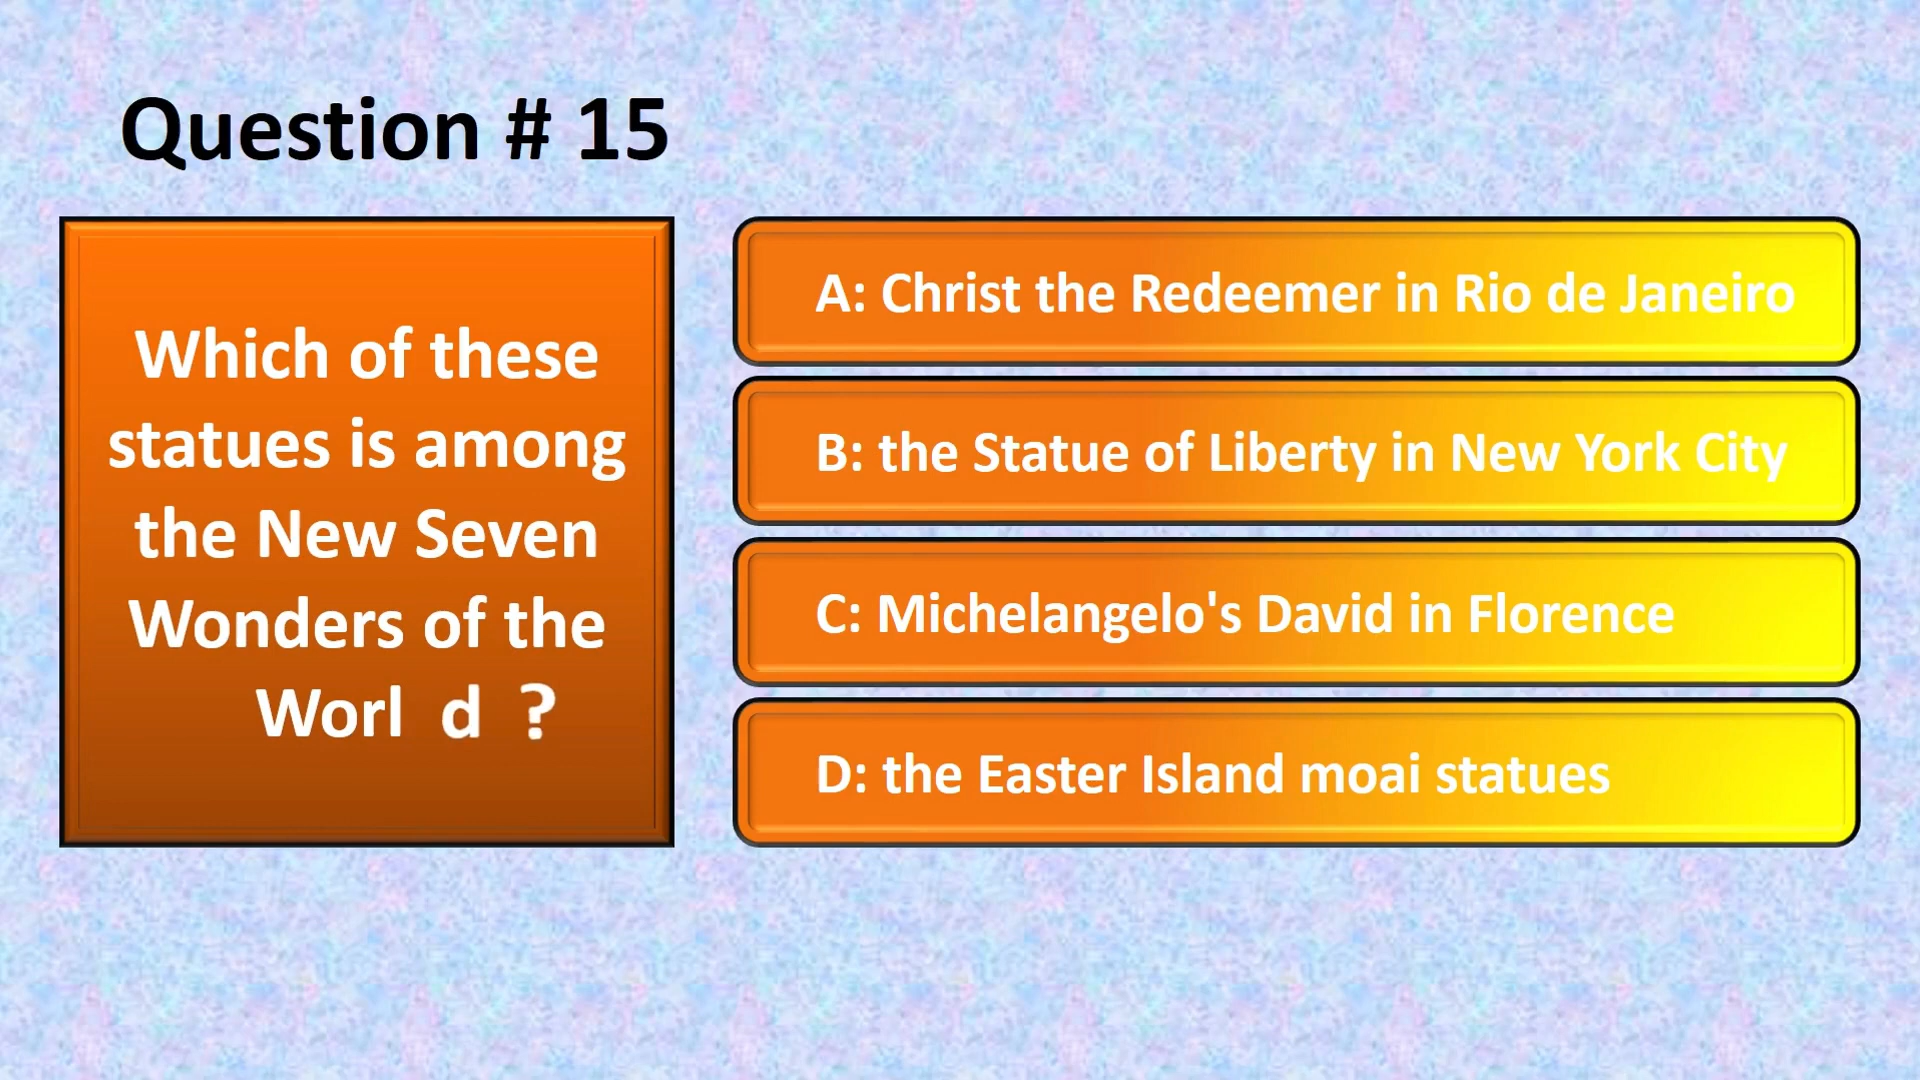 Question # 15
Which of these
statues is among
the New Seven
Wonders of the
Worl d ?
A: Christ the Redeemer in Rio de Janeiro
B: the Statue of Liberty in New York City
C: Michelangelo's David in Florence
D: the Easter Island moai statues